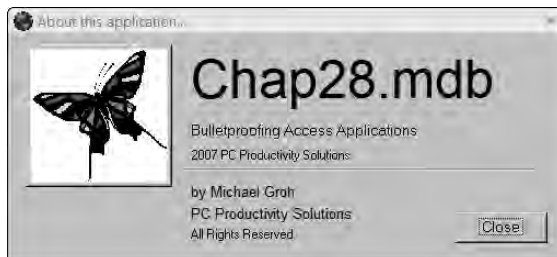 About this application...
Chap28.mdb
Bulletproofing Access Applications
2007 PC Productivity Solutions
by Michael Groh
PC Productivity Solutions
All Rights Reserved
Close